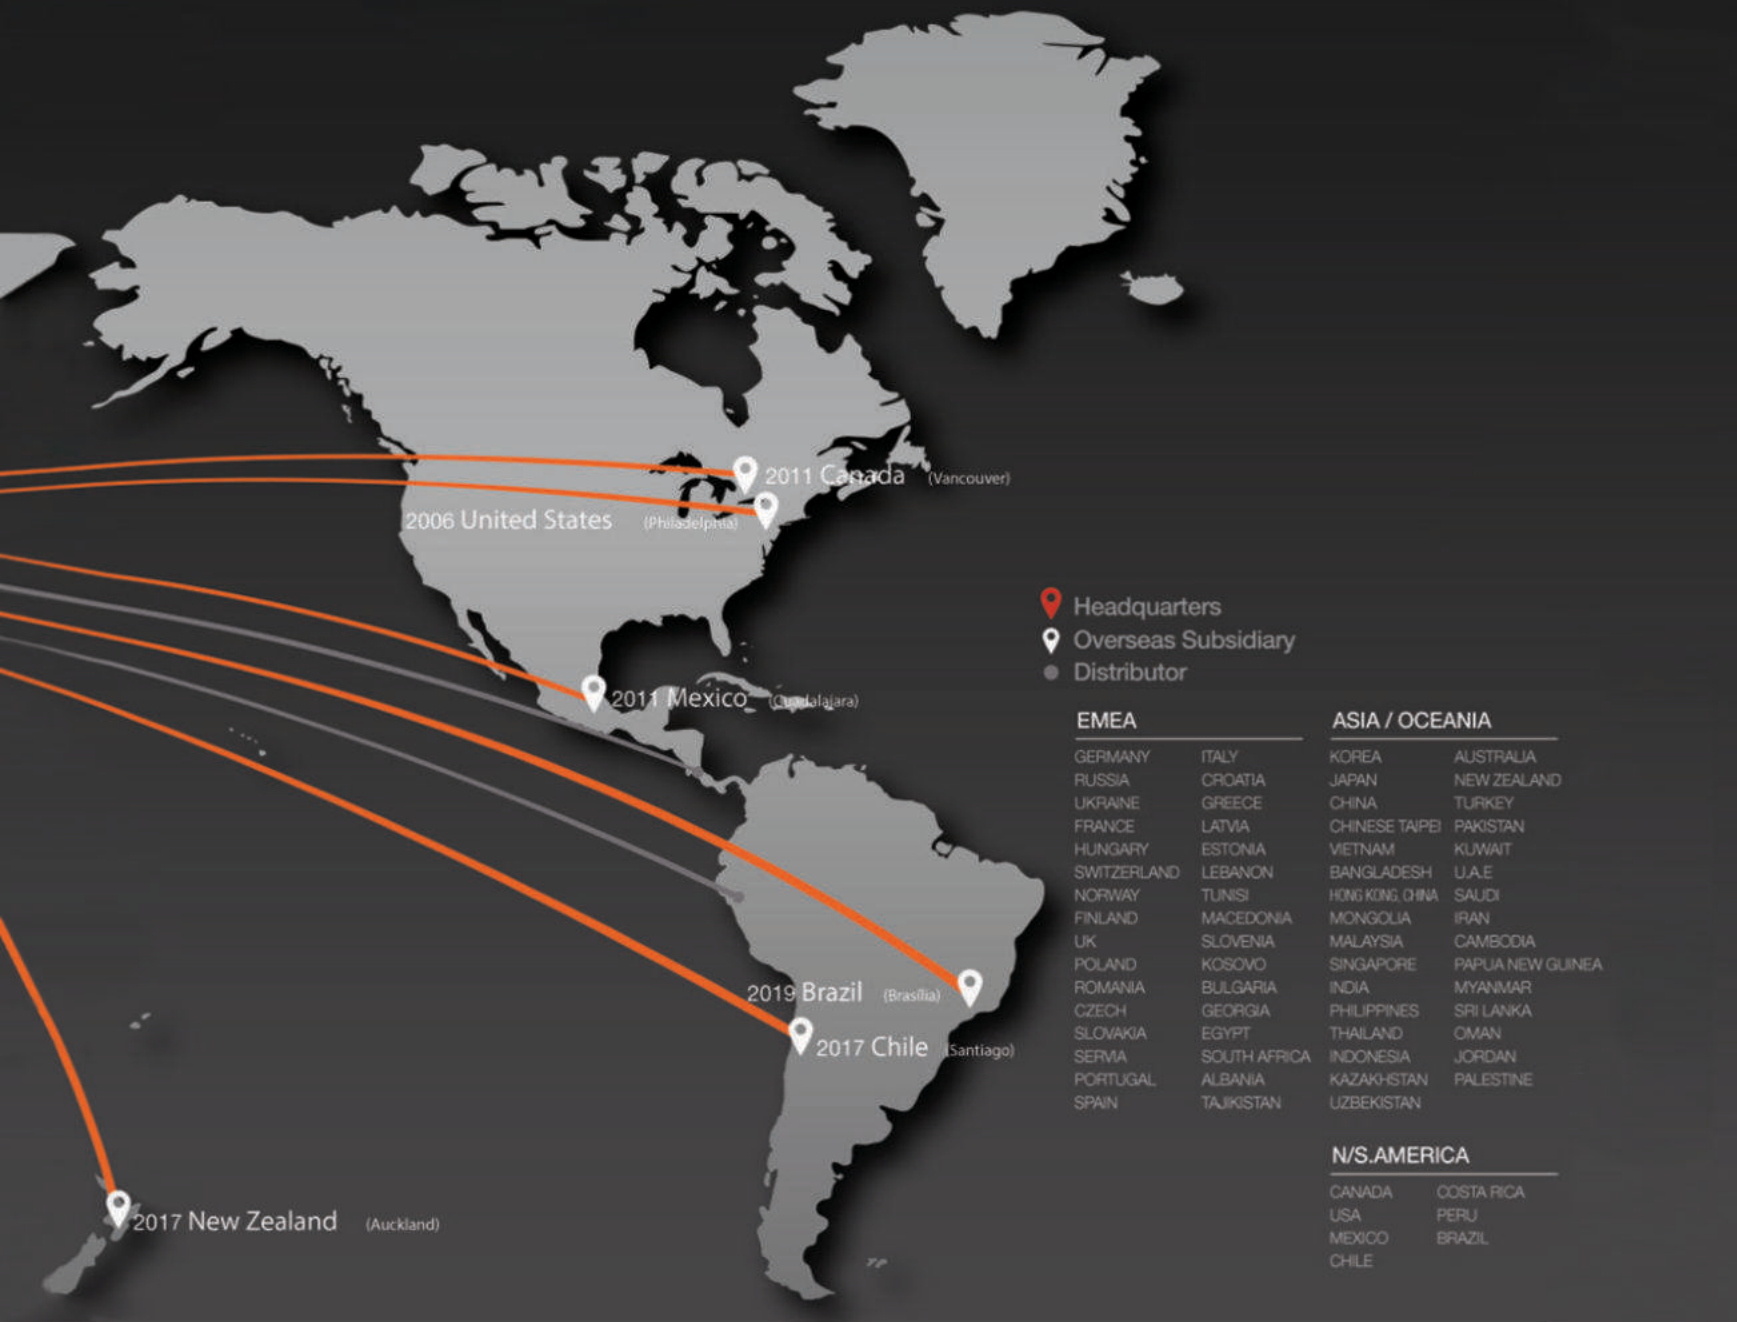 2011 Canada (Vancouver)
2006 United States (Philadelphia)
2011 Mexico (Guadalajara)
2019 Brazil (Brasília)
2017 Chile (Santiago)
2017 New Zealand (Auckland)
Headquarters
Overseas Subsidiary
Distributor
EMEA
GERMANY ITALY
RUSSIA CROATIA
UKRAINE GREECE
FRANCE LATVIA
HUNGARY ESTONIA
SWITZERLAND LEBANON
NORWAY TUNISI
FINLAND MACEDONIA
UK SLOVENIA
POLAND KOSOVO
ROMANIA BULGARIA
CZECH GEORGIA
SLOVAKIA EGYPT
SERVIA SOUTH AFRICA
PORTUGAL ALBANIA
SPAIN TAJIKISTAN
ASIA / OCEANIA
KOREA AUSTRALIA
JAPAN NEW ZEALAND
CHINA TURKEY
CHINESE TAIPEI PAKISTAN
VIETNAM KUWAIT
BANGLADESH U.A.E
HONG KONG, CHINA SAUDI
MONGOLIA IRAN
MALAYSIA CAMBODIA
SINGAPORE PAPUA NEW GUINEA
INDIA MYANMAR
PHILIPPINES SRI LANKA
THAILAND OMAN
INDONESIA JORDAN
KAZAKHSTAN PALESTINE
UZBEKISTAN
N/S.AMERICA
CANADA COSTA RICA
USA PERU
MEXICO BRAZIL
CHILE